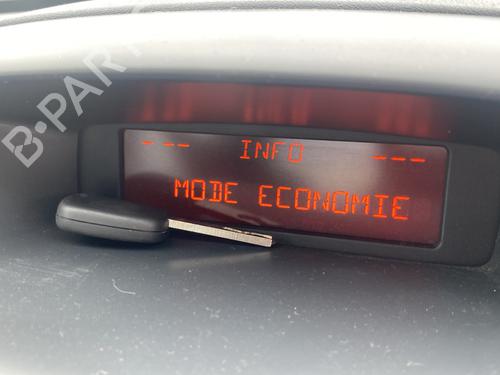 --- INFO ---
MODE ECONOMIE
B-PARTS